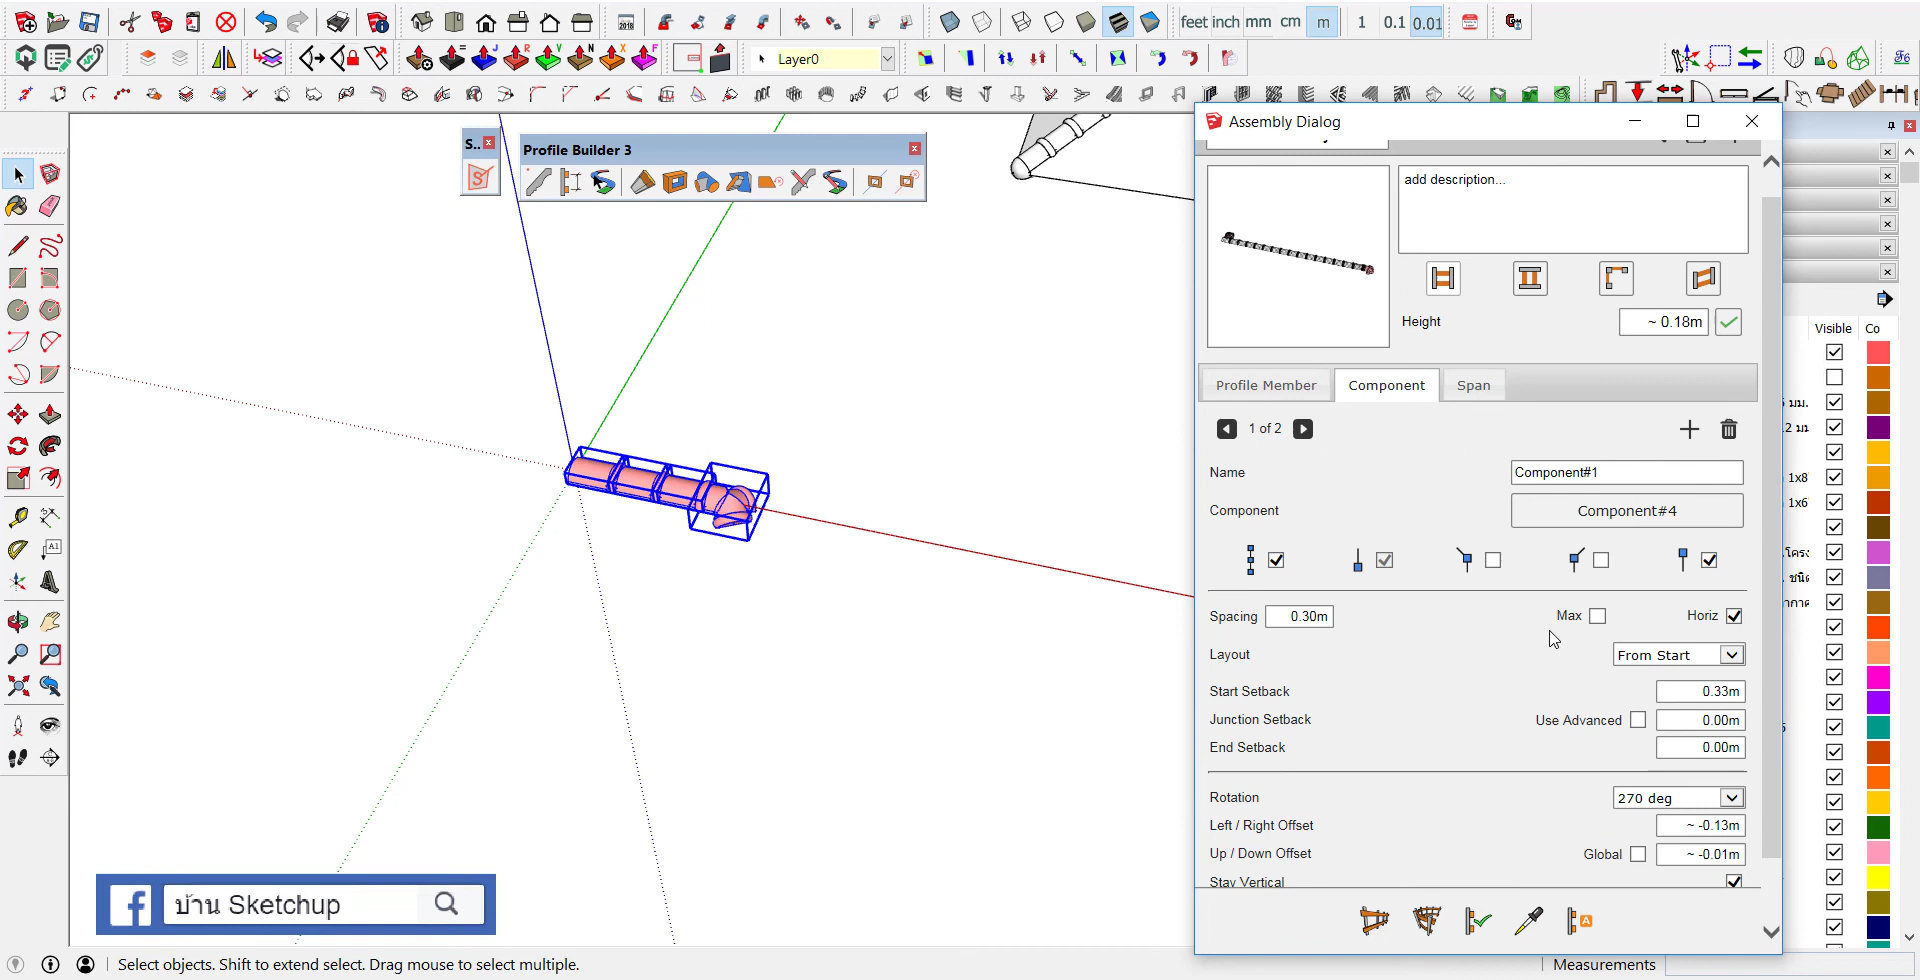 feet inch mm cm m 1 0.1 0.01
Layer0
Assembly Dialog
S..
Profile Builder 3
add description...
Height ~ 0.18m
Visible Co
Profile Member Component Span
1 of 2
Name Component#1
Component Component#4
Spacing 0.30m Max Horiz
Layout From Start
Start Setback 0.33m
Junction Setback Use Advanced 0.00m
End Setback 0.00m
Rotation 270 deg
Left / Right Offset ~ -0.13m
Up / Down Offset Global ~ -0.01m
Stay Vertical
บ้าน Sketchup
Select objects. Shift to extend select. Drag mouse to select multiple.
Measurements